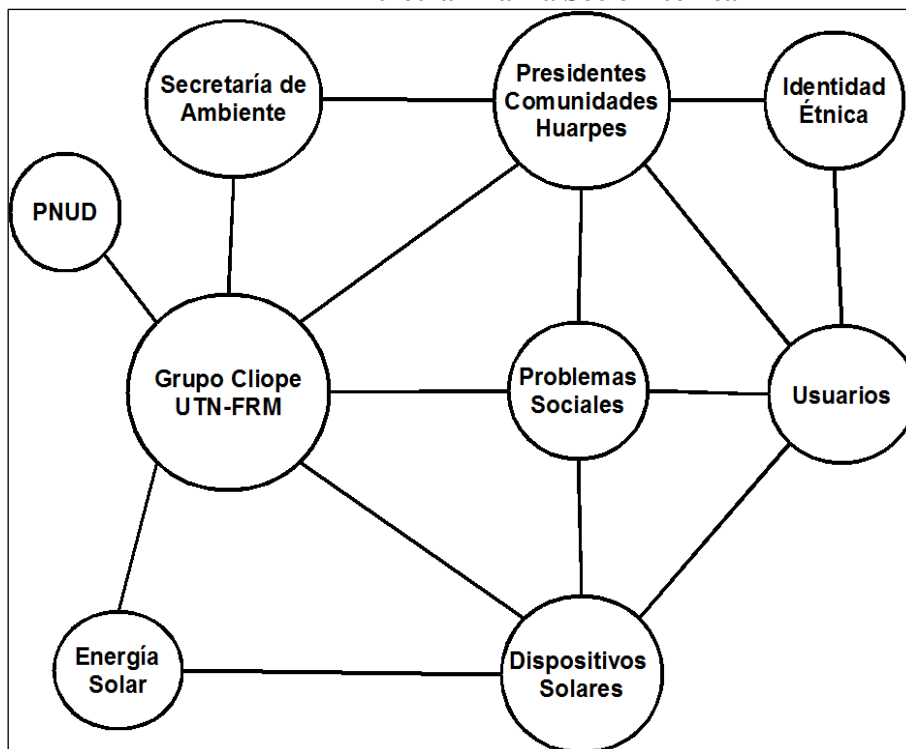 Secretaría de
Ambiente
Presidentes
Comunidades
Huarpes
Identidad
Étnica
PNUD
Grupo Cliope
UTN-FRM
Problemas
Sociales
Usuarios
Energía
Solar
Dispositivos
Solares